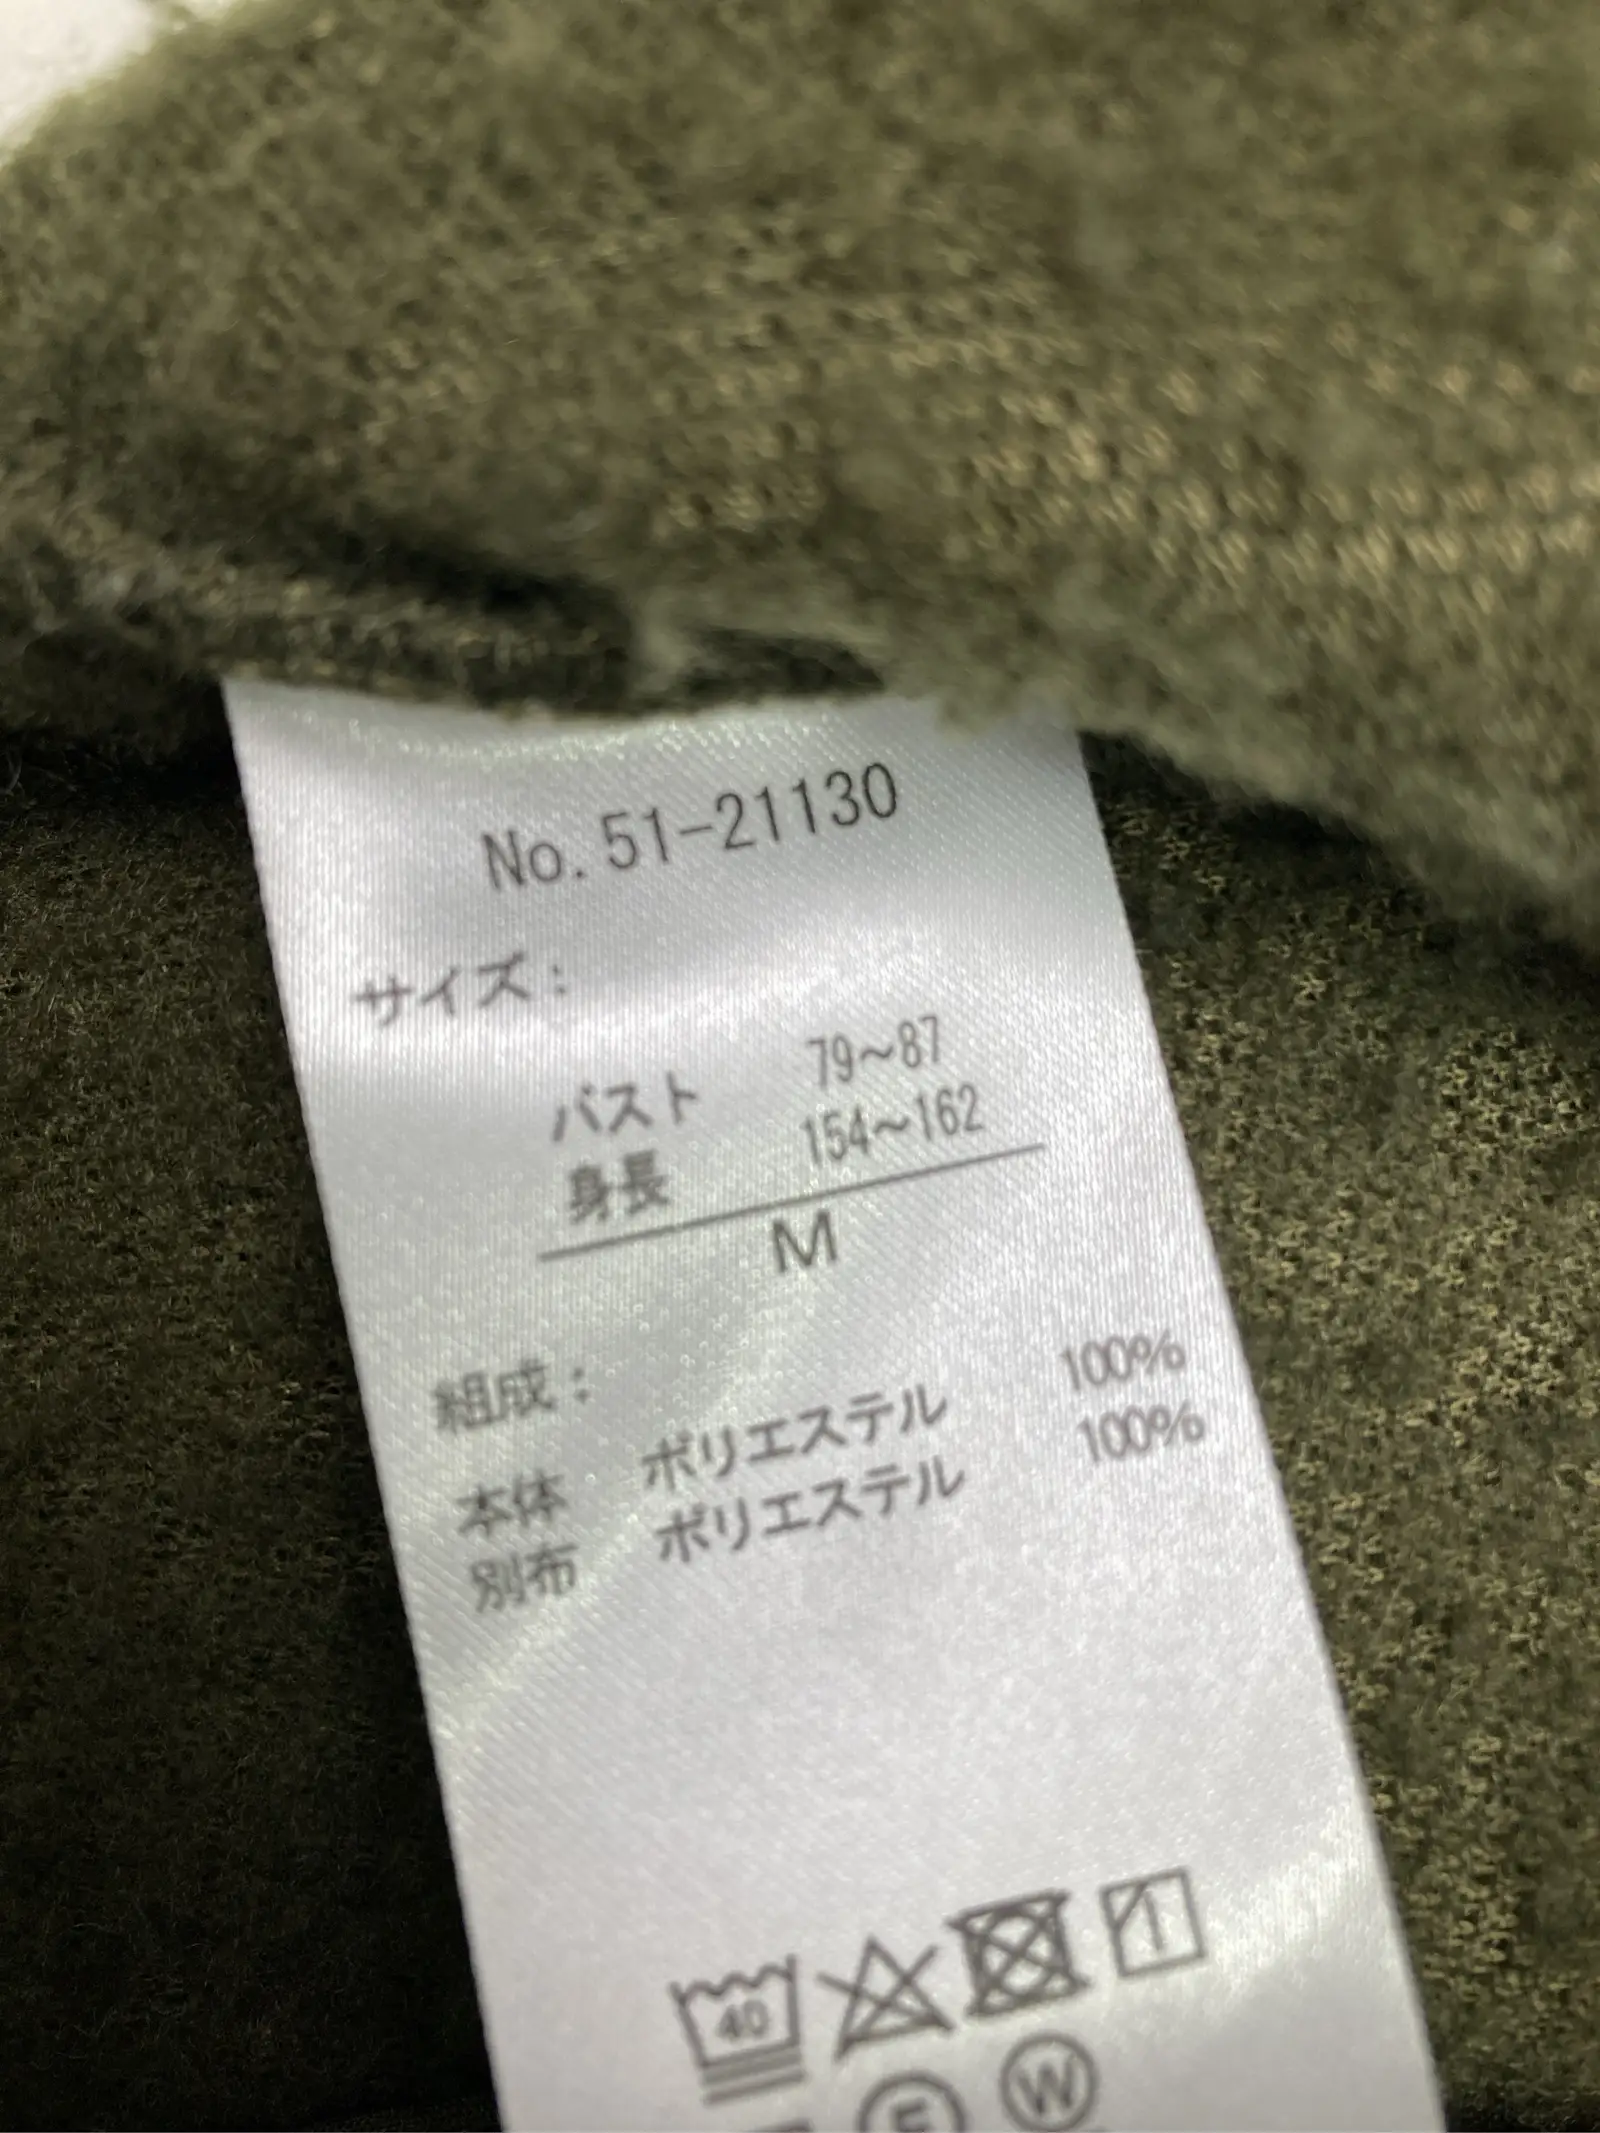 No. 51-21130
サイズ：
バスト 79～87
身長 154～162
M
組成：
本体 ポリエステル 100%
別布 ポリエステル 100%
40
W